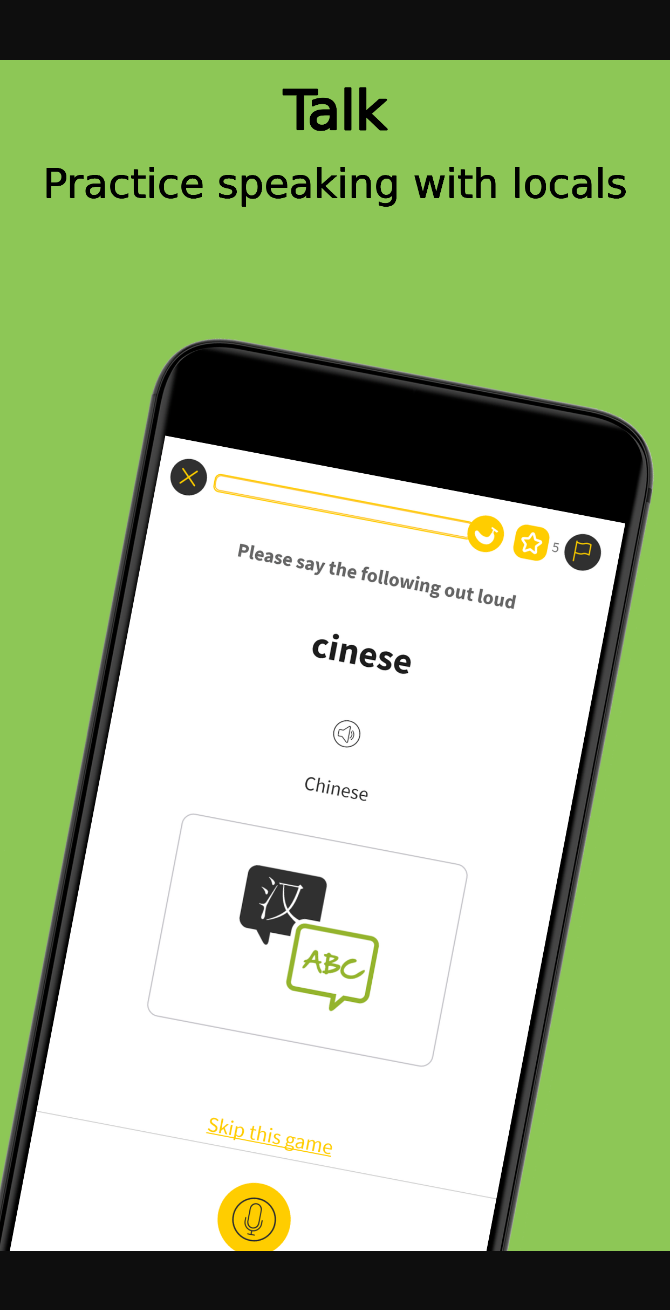 Talk
Practice speaking with locals
5
Please say the following out loud
cinese
Chinese
汉
ABC
Skip this game